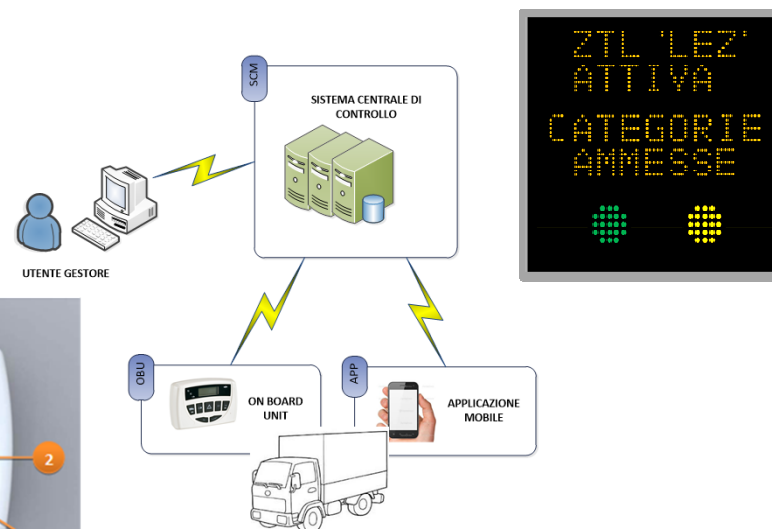 SCM
SISTEMA CENTRALE DI
CONTROLLO
ZTL 'LEZ'
ATTIVA
CATEGORIE
AMMESSE
UTENTE GESTORE
OBU
ON BOARD
UNIT
APP
APPLICAZIONE
MOBILE
2